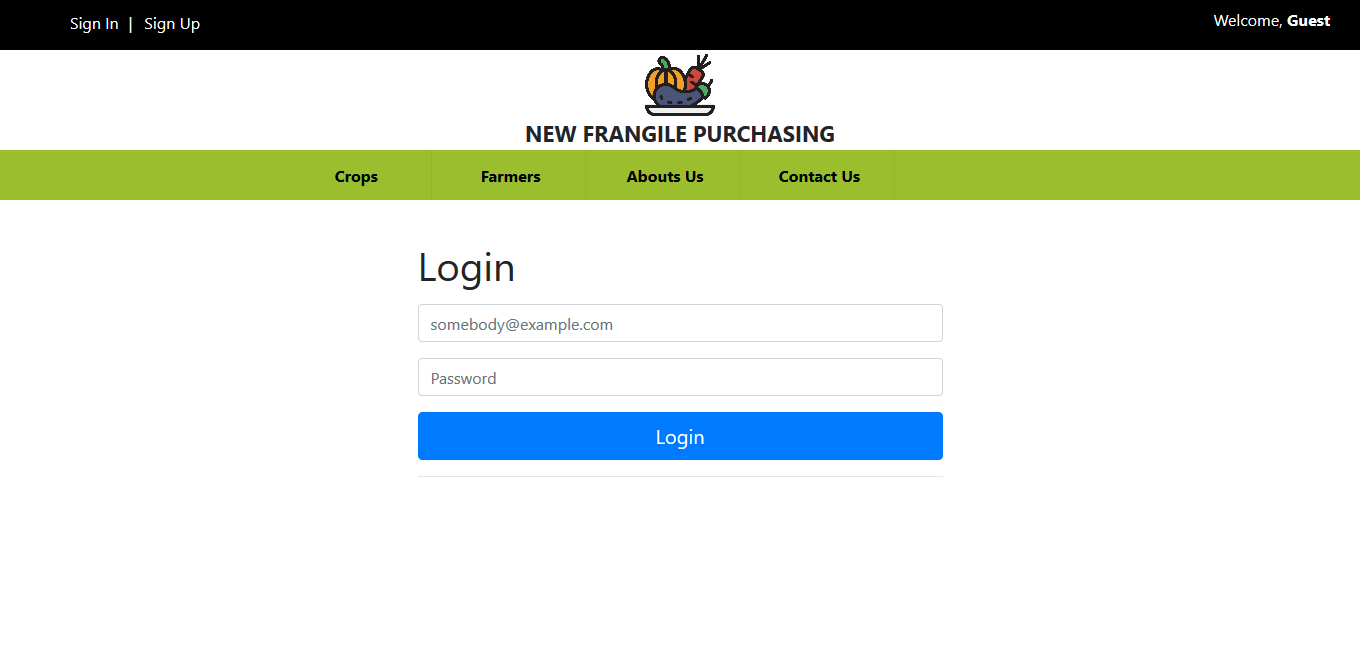 Sign In | Sign Up
Welcome, Guest
NEW FRANGILE PURCHASING
Crops Farmers Abouts Us Contact Us
Login
somebody@example.com
Password
Login